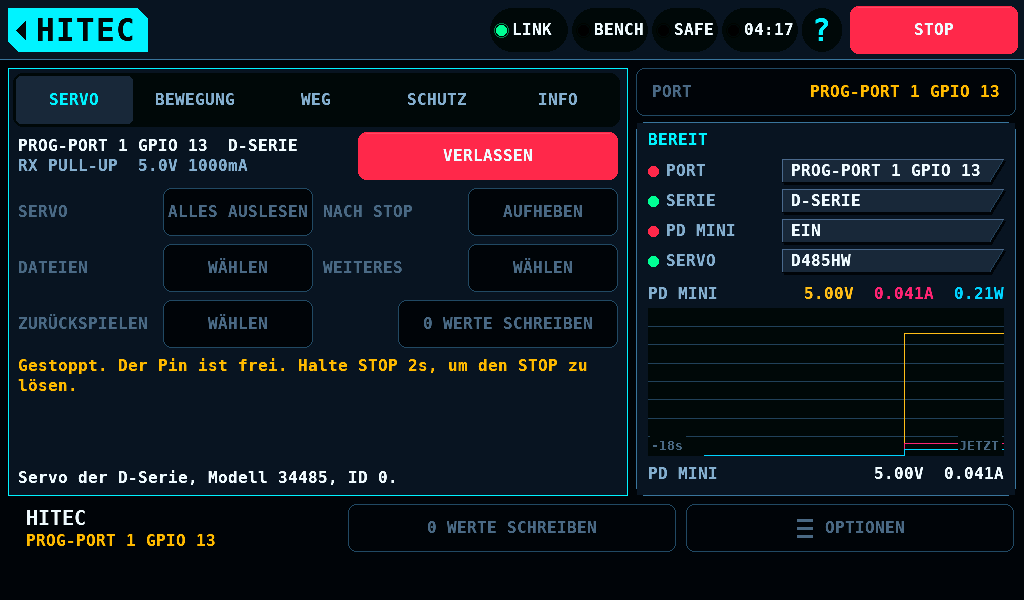 HITEC
LINK
BENCH
SAFE
04:17
?
STOP
SERVO
BEWEGUNG
WEG
SCHUTZ
INFO
PROG-PORT 1 GPIO 13  D-SERIE
RX PULL-UP  5.0V 1000mA
VERLASSEN
SERVO
ALLES AUSLESEN
NACH STOP
AUFHEBEN
DATEIEN
WÄHLEN
WEITERES
WÄHLEN
ZURÜCKSPIELEN
WÄHLEN
0 WERTE SCHREIBEN
Gestoppt. Der Pin ist frei. Halte STOP 2s, um den STOP zu
lösen.
Servo der D-Serie, Modell 34485, ID 0.
PORT
PROG-PORT 1 GPIO 13
BEREIT
PORT
PROG-PORT 1 GPIO 13
SERIE
D-SERIE
PD MINI
EIN
SERVO
D485HW
PD MINI
5.00V
0.041A
0.21W
-18s
JETZT
PD MINI
5.00V
0.041A
HITEC
PROG-PORT 1 GPIO 13
0 WERTE SCHREIBEN
OPTIONEN